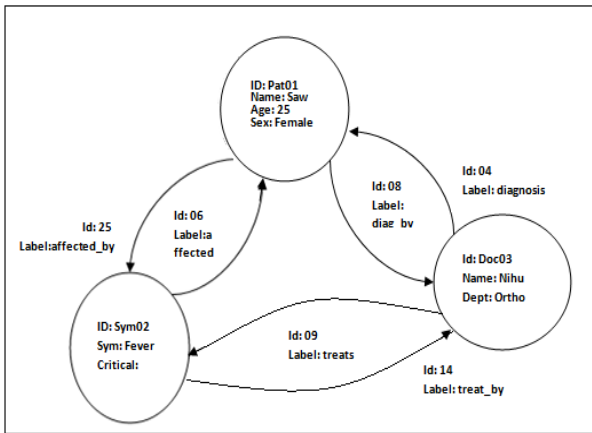 ID: Pat01
Name: Saw
Age: 25
Sex: Female
Id: 04
Label: diagnosis
Id: 08
Label:
diag_by
Id: 06
Label:a
ffected
Id: 25
Label:affected_by
Id: Doc03
Name: Nihu
Dept: Ortho
ID: Sym02
Sym: Fever
Critical:
Id: 09
Label: treats
Id: 14
Label: treat_by